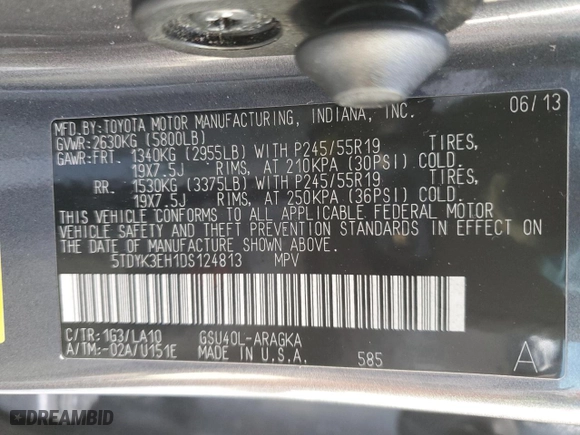 06/13
MFD.BY:TOYOTA MOTOR MANUFACTURING, INDIANA, INC.
GVWR:2630KG (5800LB)
GAWR:FRT. 1340KG (2955LB) WITH P245/55R19 TIRES,
19X7.5J RIMS, AT 210KPA (30PSI) COLD.
RR. 1530KG (3375LB) WITH P245/55R19 TIRES,
19X7.5J RIMS, AT 250KPA (36PSI) COLD.
THIS VEHICLE CONFORMS TO ALL APPLICABLE FEDERAL MOTOR
VEHICLE SAFETY AND THEFT PREVENTION STANDARDS IN EFFECT
ON THE DATE OF MANUFACTURE SHOWN ABOVE.
5TDYK3EH1DS124813 MPV
C/TR:1G3/LA10 GSU40L-ARAGKA
A/TM:-02A/U151E MADE IN U.S.A. 585 A
DREAMBID